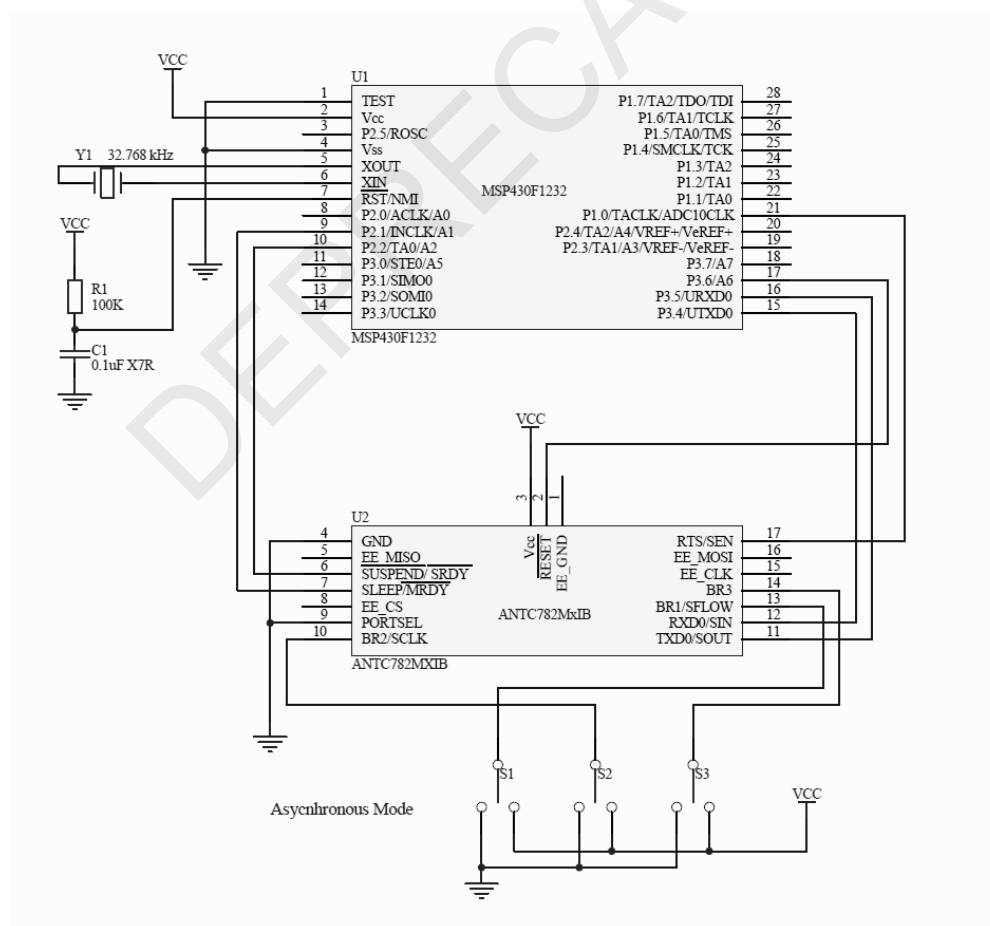 DEPRECA
VCC
U1
1 TEST
2 Vcc
3 P2.5/ROSC
4 Vss
5 XOUT
6 XIN
7 RST/NMI
8 P2.0/ACLK/A0
9 P2.1/INCLK/A1
10 P2.2/TA0/A2
11 P3.0/STE0/A5
12 P3.1/SIMO0
13 P3.2/SOMI0
14 P3.3/UCLK0
P1.7/TA2/TDO/TDI 28
P1.6/TA1/TCLK 27
P1.5/TA0/TMS 26
P1.4/SMCLK/TCK 25
P1.3/TA2 24
P1.2/TA1 23
P1.1/TA0 22
P1.0/TACLK/ADC10CLK 21
P2.4/TA2/A4/VREF+/VeREF+ 20
P2.3/TA1/A3/VREF-/VeREF- 19
P3.7/A7 18
P3.6/A6 17
P3.5/URXD0 16
P3.4/UTXD0 15
MSP430F1232
MSP430F1232
Y1 32.768 kHz
VCC
R1
100K
C1
0.1uF X7R
VCC
3 Vcc
2 RESET
1 EE_GND
U2
4 GND
5 EE_MISO
6 SUSPEND/SRDY
7 SLEEP/MRDY
8 EE_CS
9 PORTSEL
10 BR2/SCLK
RTS/SEN 17
EE_MOSI 16
EE_CLK 15
BR3 14
BR1/SFLOW 13
RXD0/SIN 12
TXD0/SOUT 11
ANTC782MxIB
ANTC782MXIB
S1
S2
S3
VCC
Asycnhronous Mode